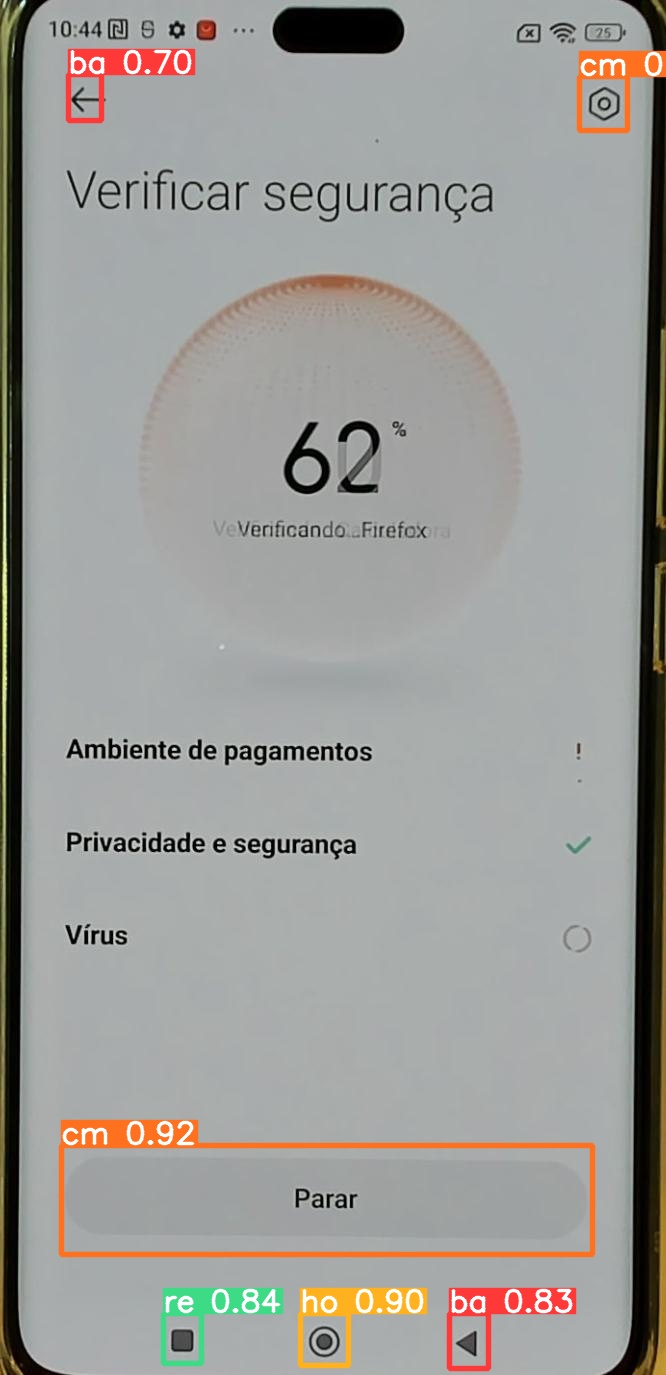 10:44
25
ba 0.70
cm 0
Verificar segurança
62%
Verificando...Firefox
Ambiente de pagamentos
!
Privacidade e segurança
Vírus
cm 0.92
Parar
re 0.84
ho 0.90
ba 0.83